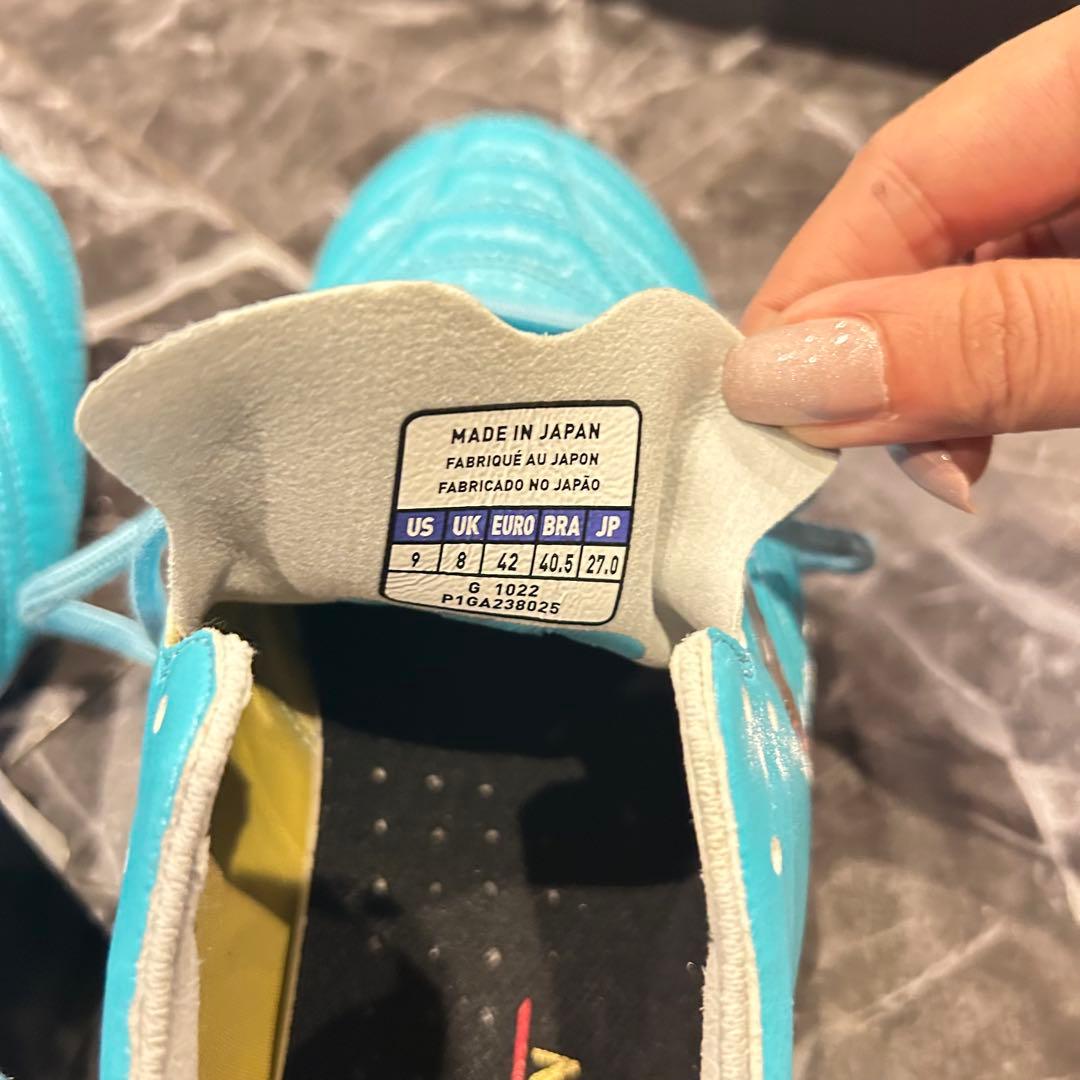 MADE IN JAPAN
FABRIQUÉ AU JAPON
FABRICADO NO JAPÃO
US UK EURO BRA JP
9 8 42 40.5 27.0
G 1022
P1GA238025